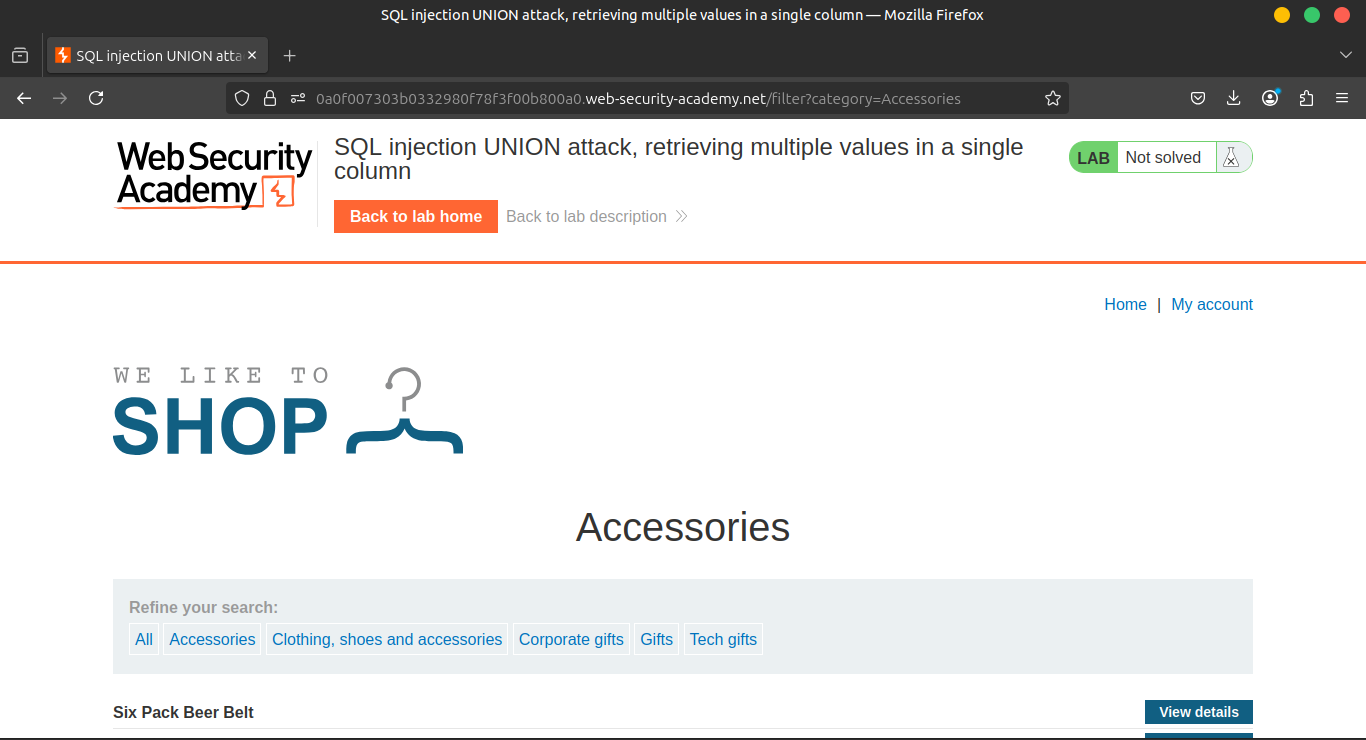 SQL injection UNION attack, retrieving multiple values in a single column — Mozilla Firefox
SQL injection UNION atta
0a0f007303b0332980f78f3f00b800a0.web-security-academy.net/filter?category=Accessories
Web Security
Academy
SQL injection UNION attack, retrieving multiple values in a single
column
LAB Not solved
Back to lab home Back to lab description
Home | My account
WE LIKE TO
SHOP
Accessories
Refine your search:
All Accessories Clothing, shoes and accessories Corporate gifts Gifts Tech gifts
Six Pack Beer Belt View details